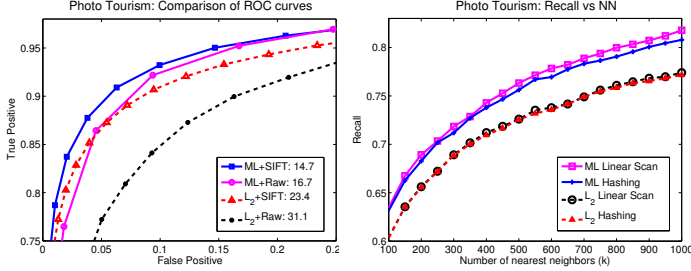 Photo Tourism: Comparison of ROC curves
True Positive
0.95
0.9
0.85
0.8
0.75
0
0.05
0.1
0.15
0.2
0.2
False Positive
ML+SIFT: 14.7
ML+Raw: 16.7
L2+SIFT: 23.4
L2+Raw: 31.1
Photo Tourism: Recall vs NN
Recall
0.8
0.75
0.7
0.65
0.6
100 200 300 400 500 600 700 800 900 1000
Number of nearest neighbors (k)
ML Linear Scan
ML Hashing
L2 Linear Scan
L2 Hashing